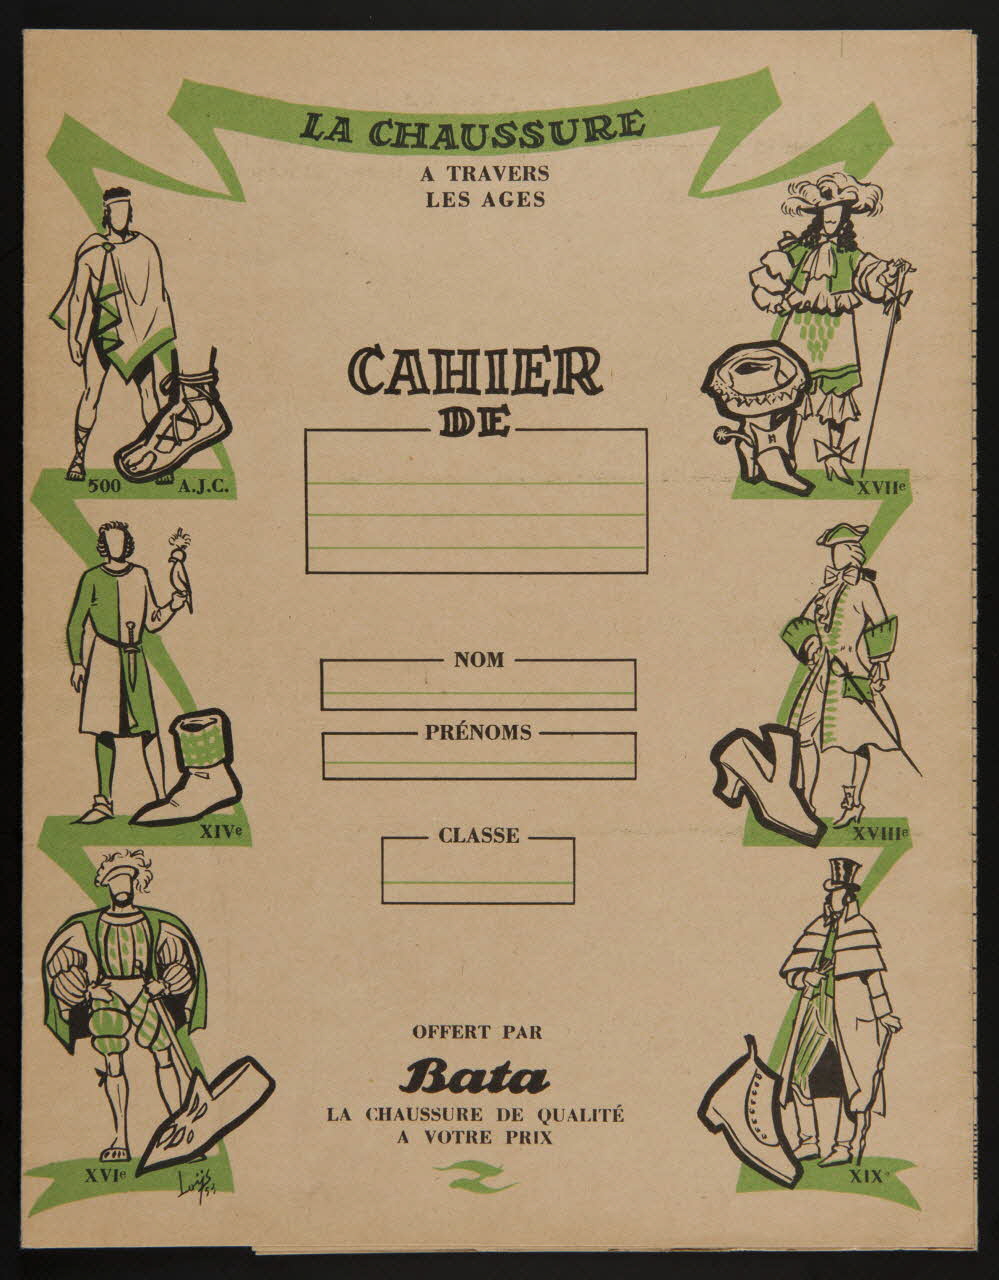 LA CHAUSSURE
A TRAVERS
LES AGES
CAHIER
DE
NOM
PRÉNOMS
CLASSE
500 A.J.C.
XIVe
XVIe
XVIIe
XVIIIe
XIXe
OFFERT PAR
Bata
LA CHAUSSURE DE QUALITÉ
A VOTRE PRIX